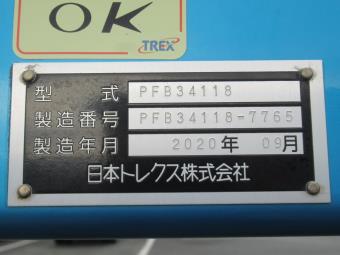 OK
TREX
型式 PFB34118
製造番号 PFB34118-7765
製造年月 2020年 09月
日本トレクス株式会社